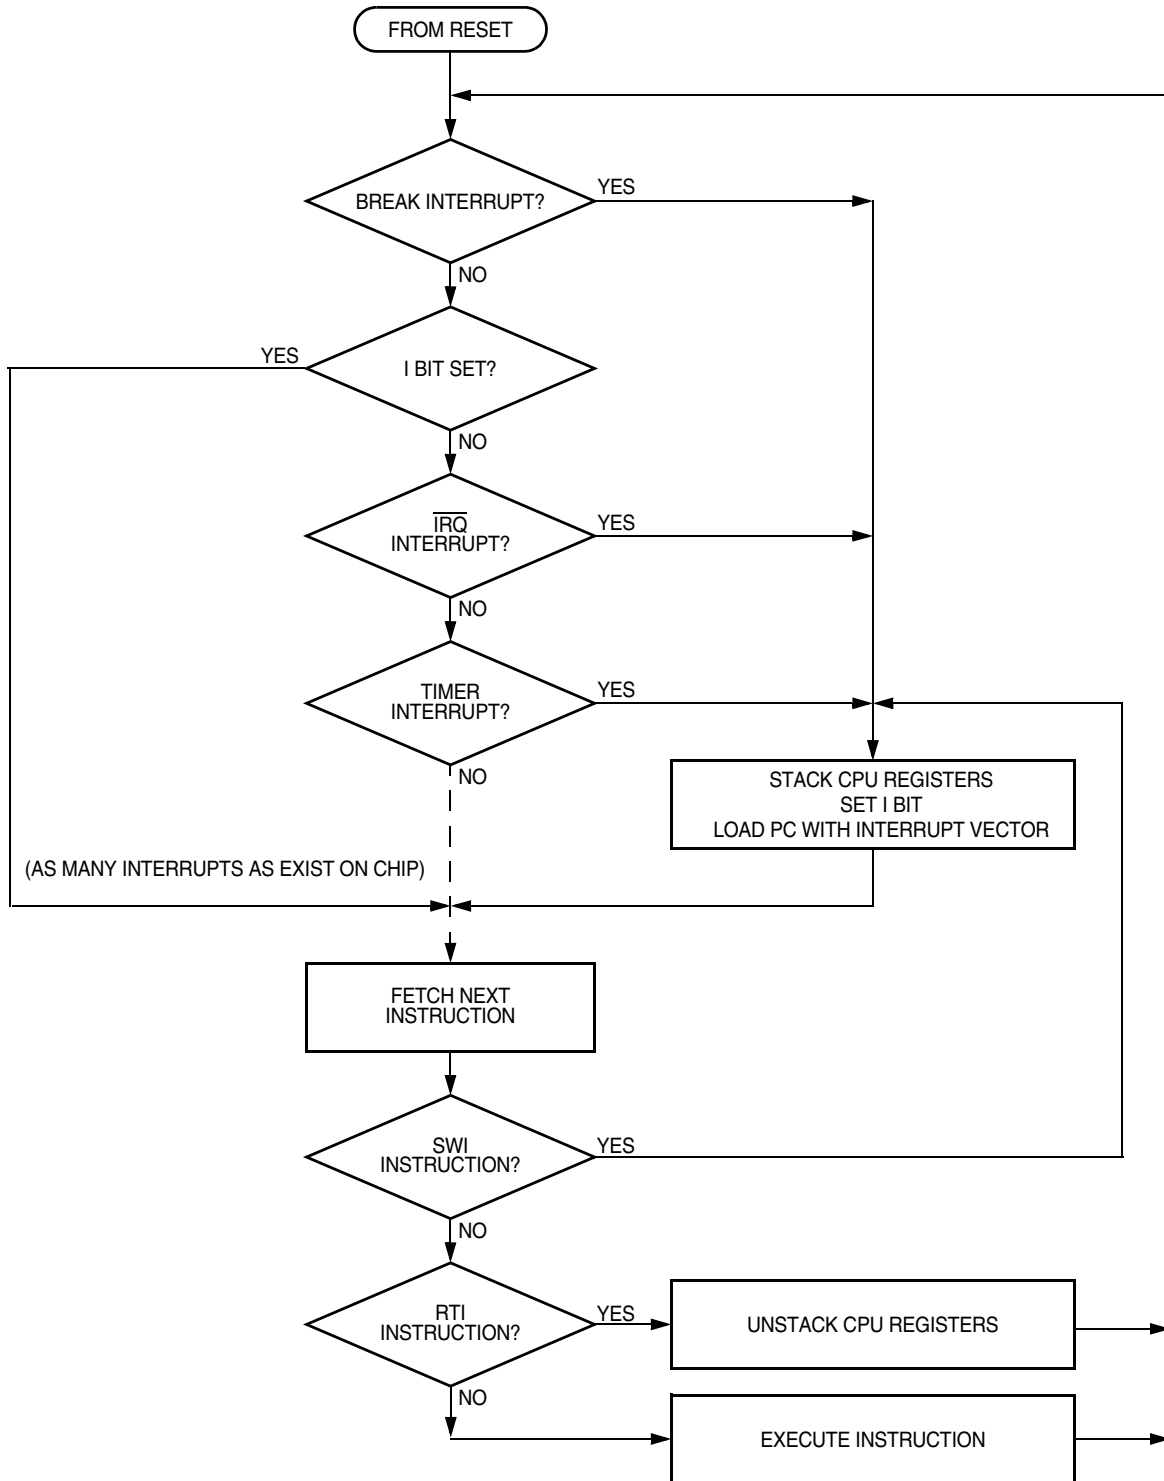 FROM RESET
BREAK INTERRUPT?
YES
NO
YES
I BIT SET?
NO
IRQ
INTERRUPT?
YES
NO
TIMER
INTERRUPT?
YES
NO
STACK CPU REGISTERS
SET I BIT
LOAD PC WITH INTERRUPT VECTOR
(AS MANY INTERRUPTS AS EXIST ON CHIP)
FETCH NEXT
INSTRUCTION
SWI
INSTRUCTION?
YES
NO
RTI
INSTRUCTION?
YES
UNSTACK CPU REGISTERS
NO
EXECUTE INSTRUCTION